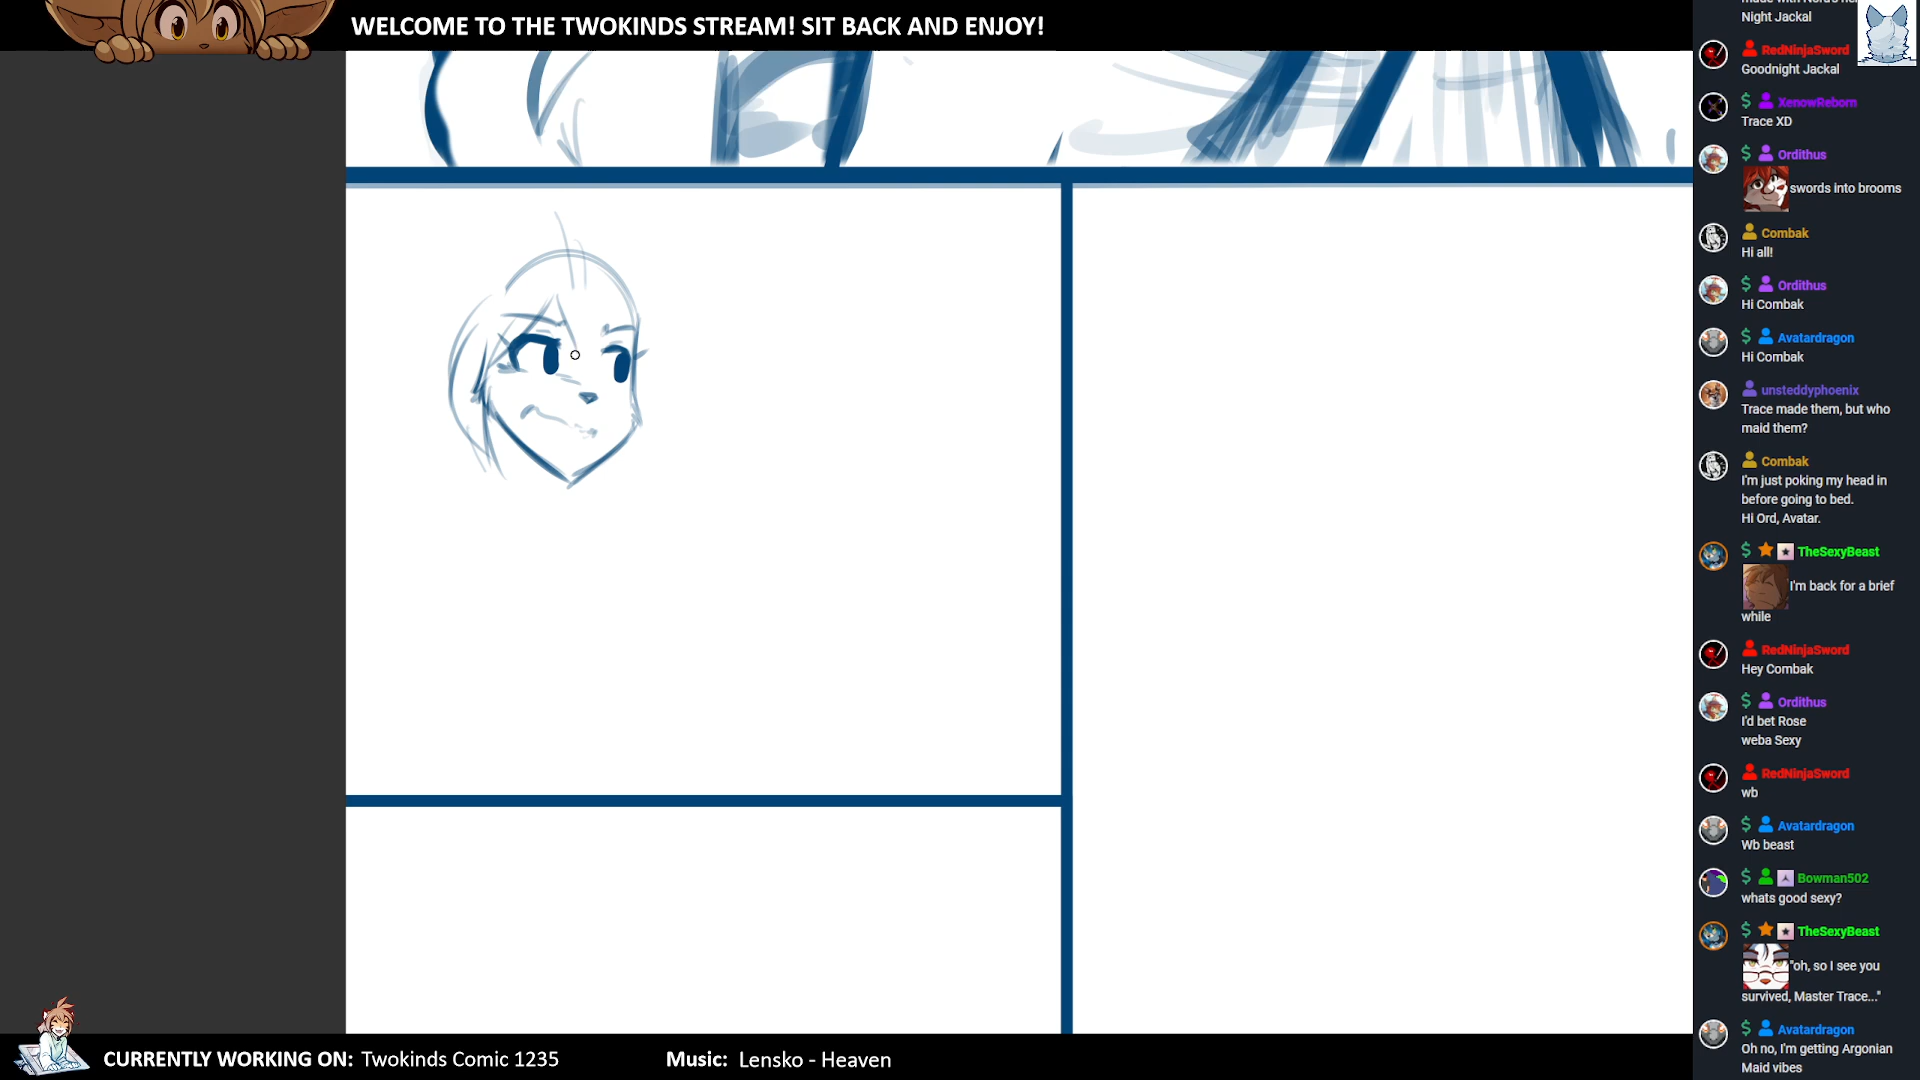 WELCOME TO THE TWOKINDS STREAM! SIT BACK AND ENJOY!
Night Jackal
RedNinjaSword
Goodnight Jackal
$ XenowReborn
Trace XD
$ Ordithus
swords into brooms
Combak
Hi all!
$ Ordithus
Hi Combak
$ Avatardragon
Hi Combak
unsteddyphoenix
Trace made them, but who
maid them?
Combak
I'm just poking my head in
before going to bed.
Hi Ord, Avatar.
$ TheSexyBeast
I'm back for a brief
while
RedNinjaSword
Hey Combak
$ Ordithus
I'd bet Rose
weba Sexy
RedNinjaSword
wb
$ Avatardragon
Wb beast
$ Bowman502
whats good sexy?
$ TheSexyBeast
"oh, so I see you
survived, Master Trace..."
$ Avatardragon
Oh no, I'm getting Argonian
Maid vibes
CURRENTLY WORKING ON: Twokinds Comic 1235
Music: Lensko - Heaven